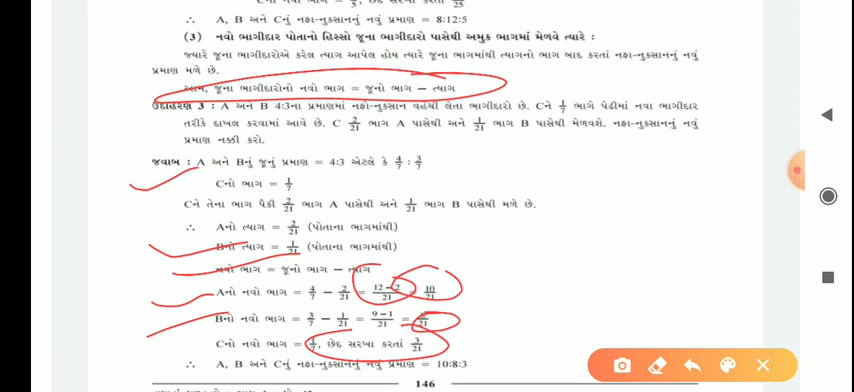 5, છેદ સરખા કરતાં 25
∴ A, B અને Cનું નફા-નુકસાનનું નવું પ્રમાણ = 8:12:5
(3) નવો ભાગીદાર પોતાનો હિસ્સો જૂના ભાગીદારો પાસેથી અમુક ભાગમાં મેળવે ત્યારે :
જ્યારે જૂના ભાગીદારોએ કરેલ ત્યાગ આપેલ હોય ત્યારે જૂના ભાગમાંથી ત્યાગનો ભાગ બાદ કરતાં નફા-નુકસાનનું નવું
પ્રમાણ મળે છે.
આમ, જૂના ભાગીદારોનો નવો ભાગ = જૂનો ભાગ − ત્યાગ
ઉદાહરણ 3 : A અને B 4:3ના પ્રમાણમાં નફો-નુકસાન વહેંચી લેતા ભાગીદારો છે. Cને 1/7 ભાગે પેઢીમાં નવા ભાગીદાર
તરીકે દાખલ કરવામાં આવે છે. C 2/21 ભાગ A પાસેથી અને 1/21 ભાગ B પાસેથી મેળવશે. નફા-નુકસાનનું નવું
પ્રમાણ નક્કી કરો.
જવાબ : A અને Bનું જૂનું પ્રમાણ = 4:3 એટલે કે 4/7 : 3/7
Cનો ભાગ = 1/7
Cને તેના ભાગ પૈકી 2/21 ભાગ A પાસેથી અને 1/21 ભાગ B પાસેથી મળે છે.
∴ Aનો ત્યાગ = 2/21 (પોતાના ભાગમાંથી)
Bનો ત્યાગ = 1/21 (પોતાના ભાગમાંથી)
નવો ભાગ = જૂનો ભાગ − ત્યાગ
Aનો નવો ભાગ = 4/7 − 2/21 = 12 − 2/21 = 10/21
Bનો નવો ભાગ = 3/7 − 1/21 = 9 − 1/21 = 8/21
Cનો નવો ભાગ = 1/7, છેદ સરખા કરતાં 3/21
∴ A, B અને Cનું નફા-નુકસાનનું નવું પ્રમાણ = 10:8:3
146